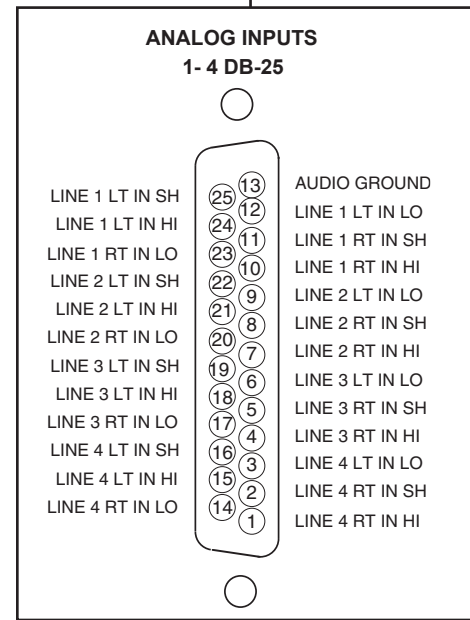 ANALOG INPUTS
1- 4 DB-25
13
AUDIO GROUND
LINE 1 LT IN SH
25
12
LINE 1 LT IN LO
LINE 1 LT IN HI
24
11
LINE 1 RT IN SH
LINE 1 RT IN LO
23
10
LINE 1 RT IN HI
LINE 2 LT IN SH
22
9
LINE 2 LT IN LO
LINE 2 LT IN HI
21
8
LINE 2 RT IN SH
LINE 2 RT IN LO
20
7
LINE 2 RT IN HI
LINE 3 LT IN SH
19
6
LINE 3 LT IN LO
LINE 3 LT IN HI
18
5
LINE 3 RT IN SH
LINE 3 RT IN LO
17
4
LINE 3 RT IN HI
LINE 4 LT IN SH
16
3
LINE 4 LT IN LO
LINE 4 LT IN HI
15
2
LINE 4 RT IN SH
LINE 4 RT IN LO
14
1
LINE 4 RT IN HI